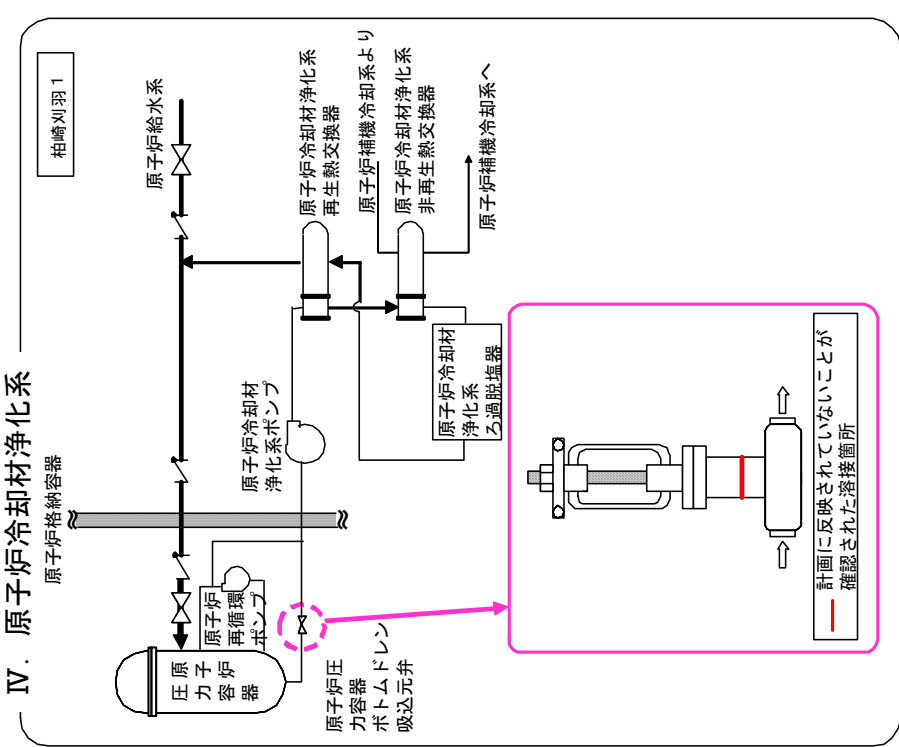 Ⅳ．原子炉冷却材浄化系
柏崎刈羽１
原子炉格納容器
原子炉給水系
原子炉冷却材浄化系
再生熱交換器
原子炉補機冷却系より
原子炉冷却材浄化系
非再生熱交換器
原子炉補機冷却系へ
原子炉冷却材
浄化系ポンプ
原子炉冷却材
浄化系
ろ過脱塩器
原子炉
圧力容器
原子炉
再循環
ポンプ
原子炉圧
力容器
ボトムドレン
吸込元弁
計画に反映されていないことが
確認された溶接箇所